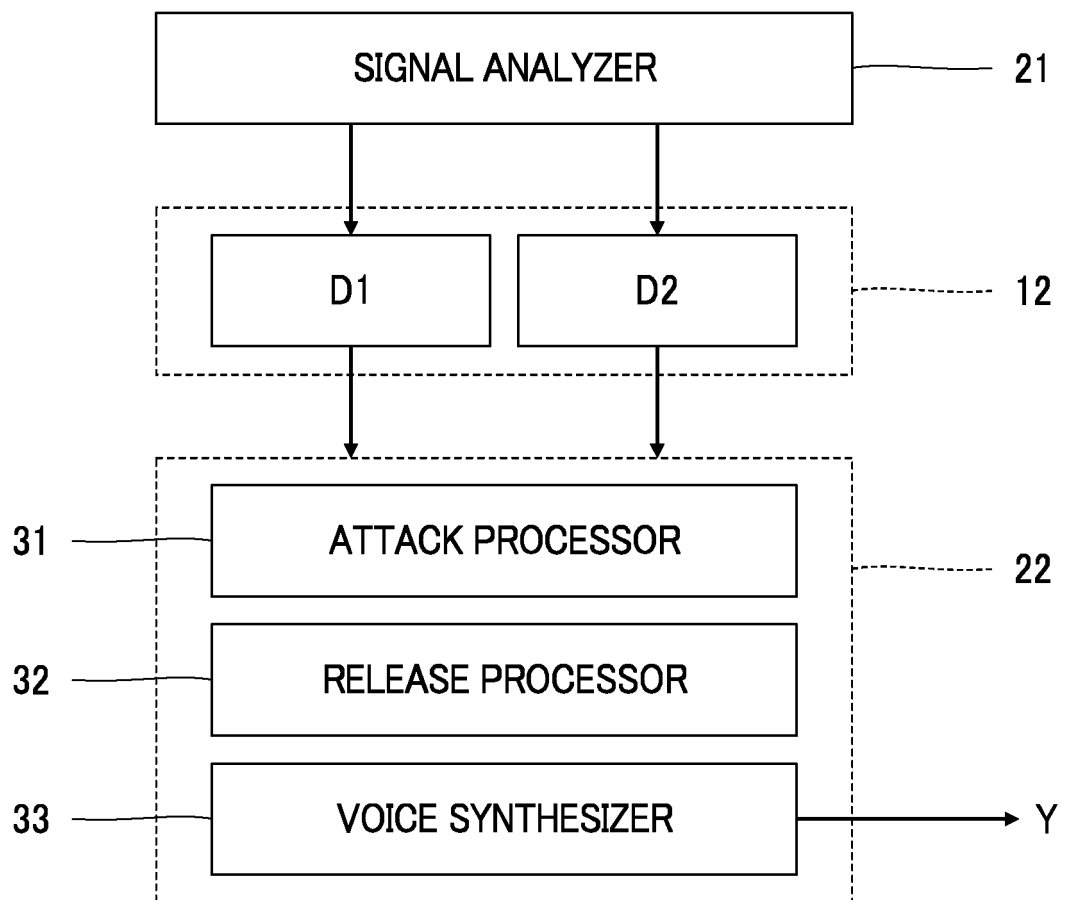 SIGNAL ANALYZER
21
D1
D2
12
31
ATTACK PROCESSOR
22
32
RELEASE PROCESSOR
33
VOICE SYNTHESIZER
Y